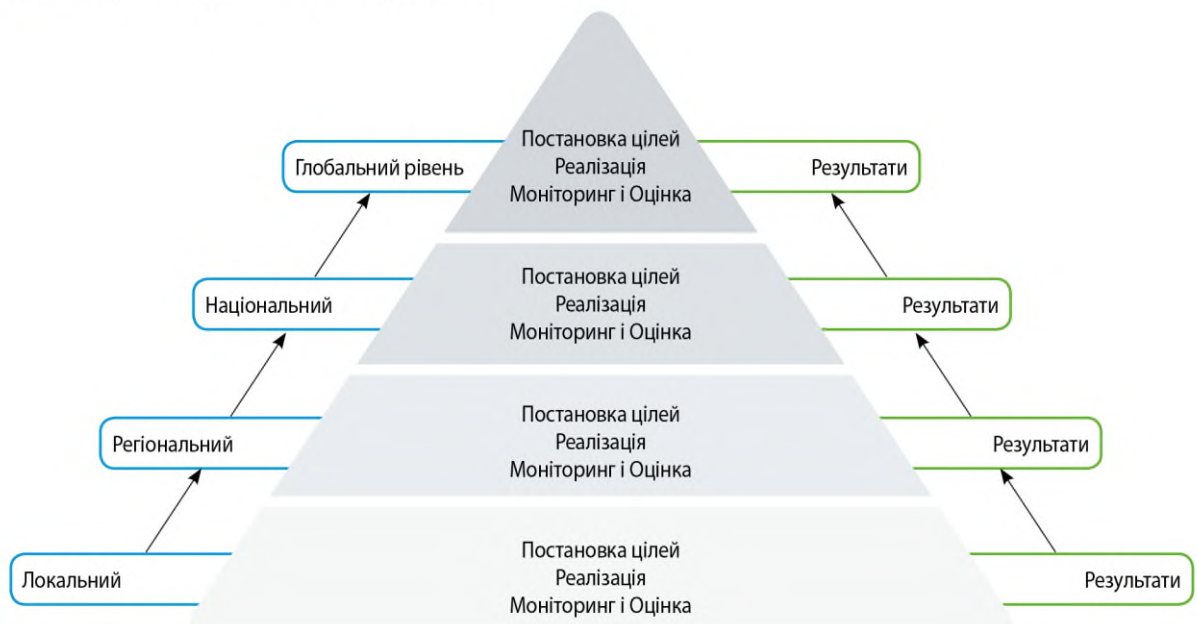 Глобальний рівень
Постановка цілей
Реалізація
Моніторинг і Оцінка
Результати
Національний
Постановка цілей
Реалізація
Моніторинг і Оцінка
Результати
Регіональний
Постановка цілей
Реалізація
Моніторинг і Оцінка
Результати
Локальний
Постановка цілей
Реалізація
Моніторинг і Оцінка
Результати